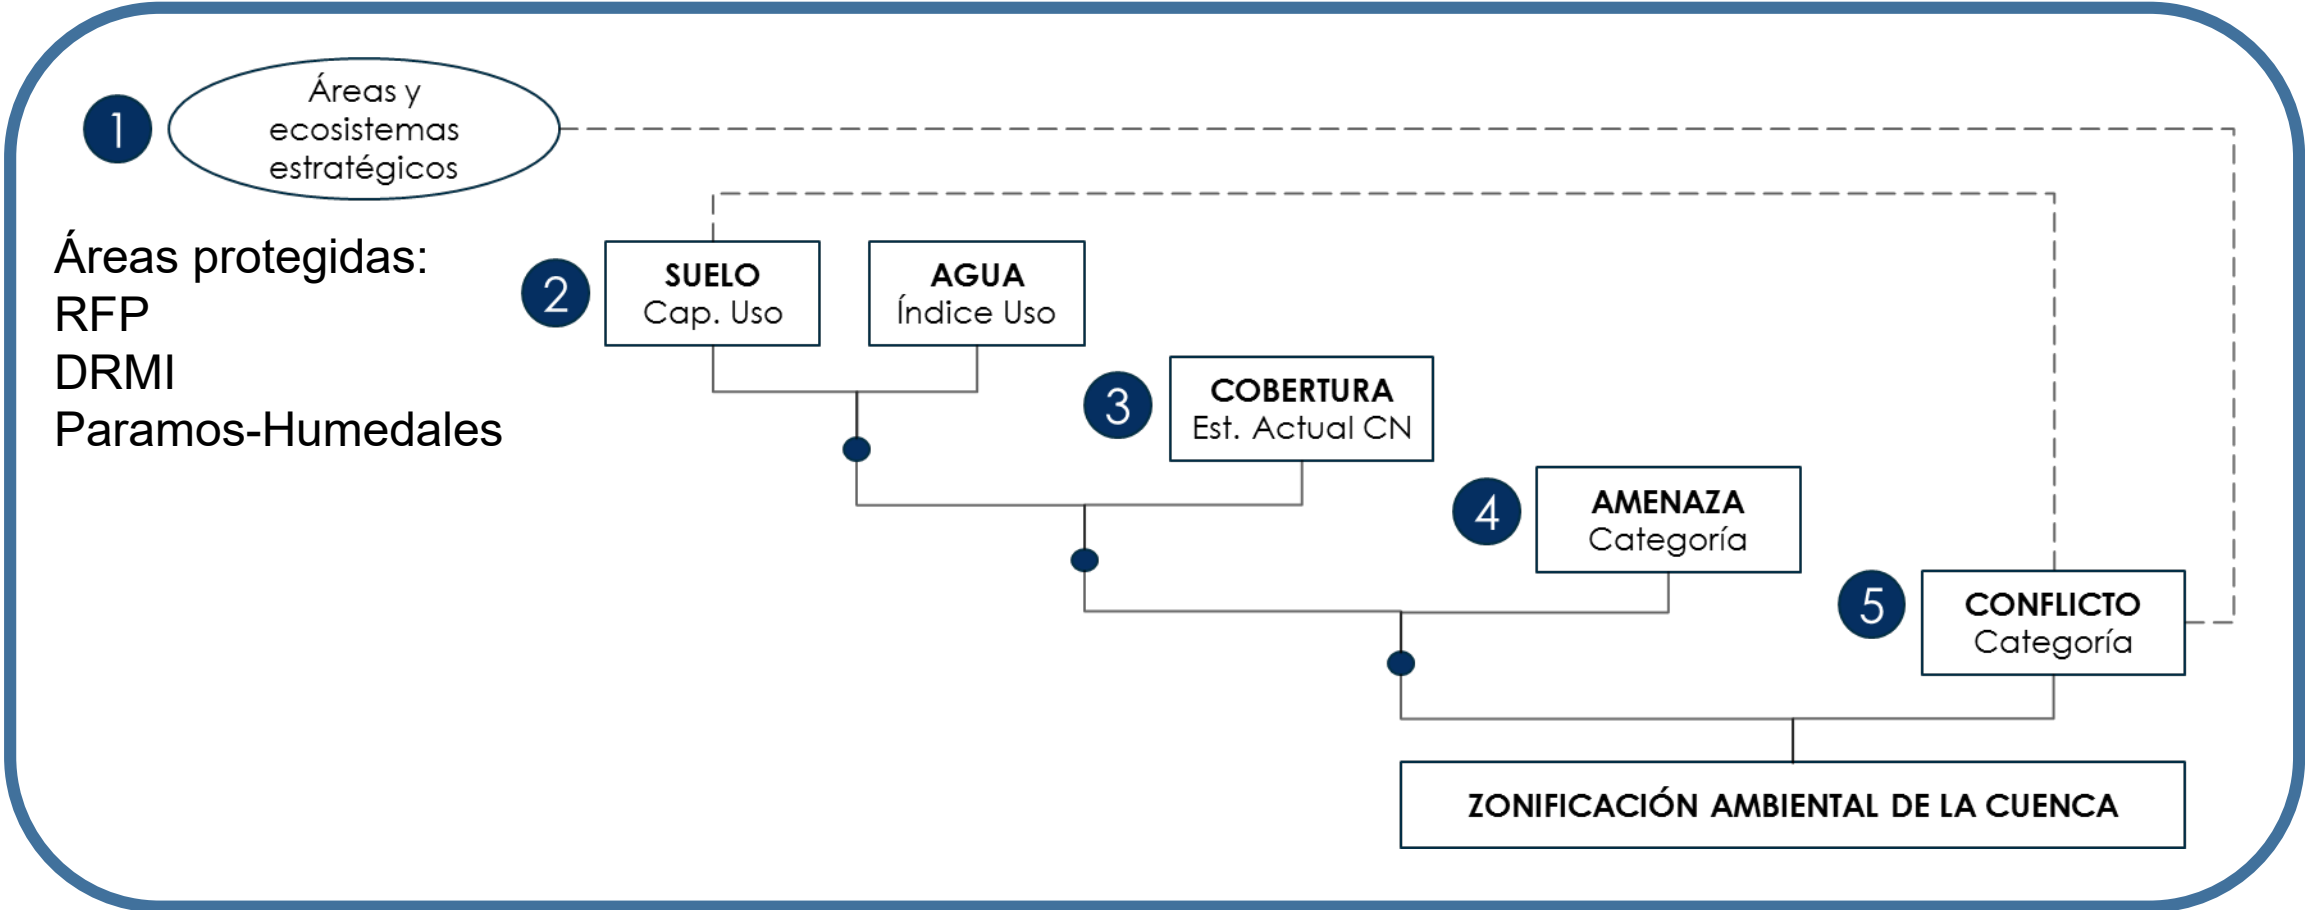 1
Áreas y
ecosistemas
estratégicos
Áreas protegidas:
RFP
DRMI
Paramos-Humedales
2
SUELO
Cap. Uso
AGUA
Índice Uso
3
COBERTURA
Est. Actual CN
4
AMENAZA
Categoría
5
CONFLICTO
Categoría
ZONIFICACIÓN AMBIENTAL DE LA CUENCA